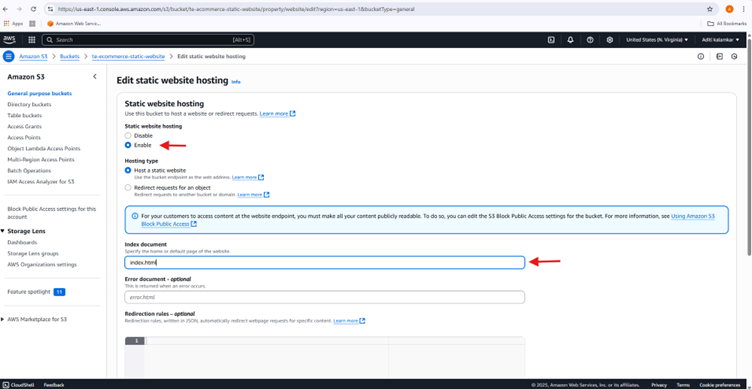 https://us-east-1.console.aws.amazon.com/s3/bucket/te-ecommerce-static-website/property/website/edit?region=us-east-1&bucketType=general
Apps
Amazon Web Servic...
All Bookmarks
aws
Search
[Alt+S]
United States (N. Virginia)
Aditi kalamkar
Amazon S3 > Buckets > te-ecommerce-static-website > Edit static website hosting
Amazon S3
General purpose buckets
Directory buckets
Table buckets
Access Grants
Access Points
Object Lambda Access Points
Multi-Region Access Points
Batch Operations
IAM Access Analyzer for S3
Block Public Access settings for this
account
Storage Lens
Dashboards
Storage Lens groups
AWS Organizations settings
Feature spotlight 11
AWS Marketplace for S3
Edit static website hosting Info
Static website hosting
Use this bucket to host a website or redirect requests. Learn more
Static website hosting
Disable
Enable
Hosting type
Host a static website
Use the bucket endpoint as the web address. Learn more
Redirect requests for an object
Redirect requests to another bucket or domain. Learn more
For your customers to access content at the website endpoint, you must make all your content publicly readable. To do so, you can edit the S3 Block Public Access settings for the bucket. For more information, see Using Amazon S3
Block Public Access
Index document
Specify the home or default page of the website.
index.html
Error document - optional
This is returned when an error occurs.
error.html
Redirection rules – optional
Redirection rules, written in JSON, automatically redirect webpage requests for specific content. Learn more
1
CloudShell
Feedback
© 2025, Amazon Web Services, Inc. or its affiliates.
Privacy
Terms
Cookie preferences